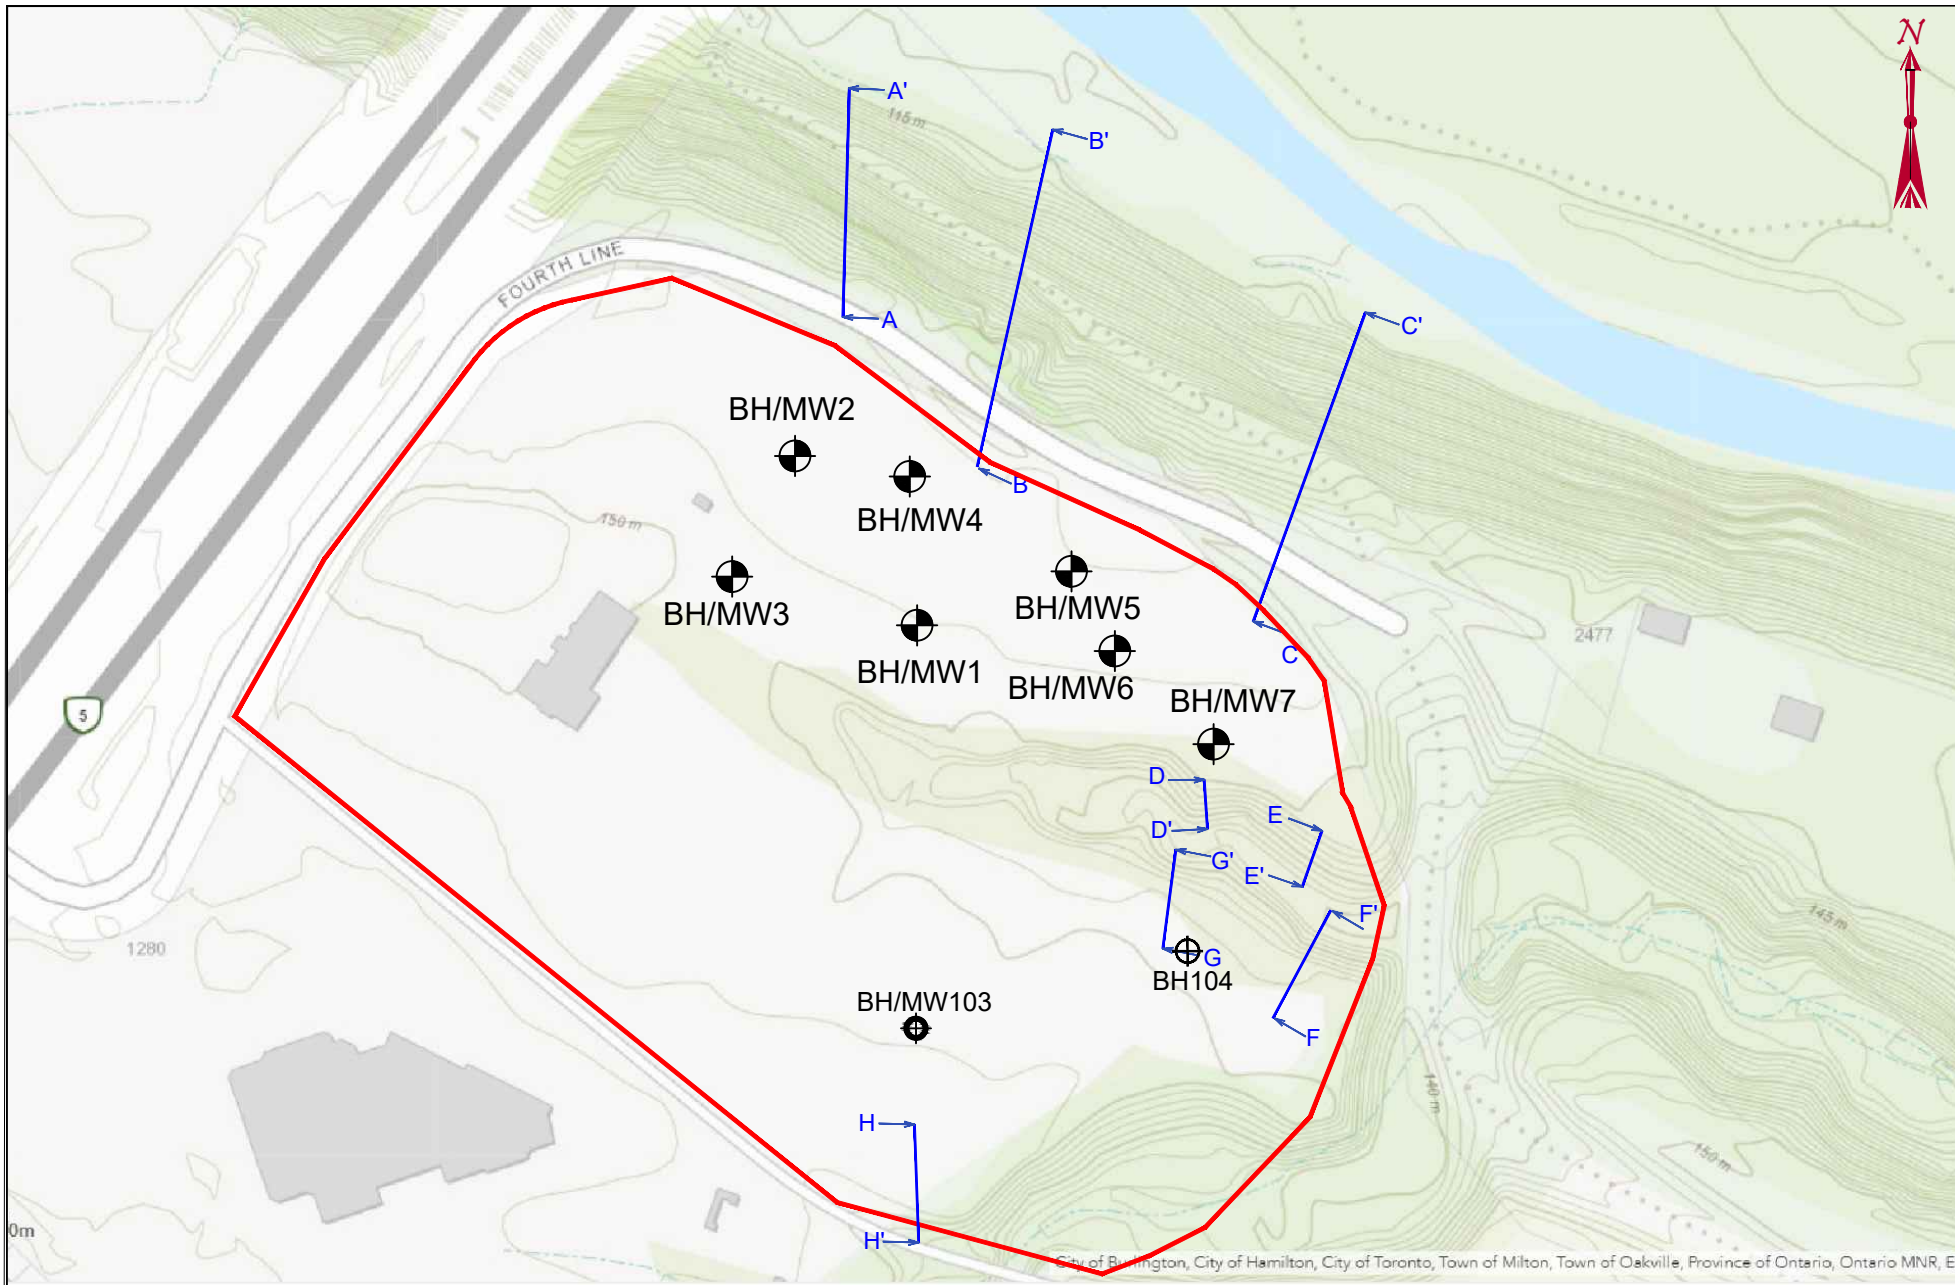 N
A'
115 m
B'
FOURTH LINE
A
C'
BH/MW2
B
BH/MW4
150 m
BH/MW5
BH/MW3
2477
C
BH/MW1
BH/MW6
BH/MW7
5
D
E
D'
G'
E'
F'
145 m
1280
G
BH104
BH/MW103
F
140 m
H
150 m
0m
H'
City of Burlington, City of Hamilton, City of Toronto, Town of Milton, Town of Oakville, Province of Ontario, Ontario MNR, E